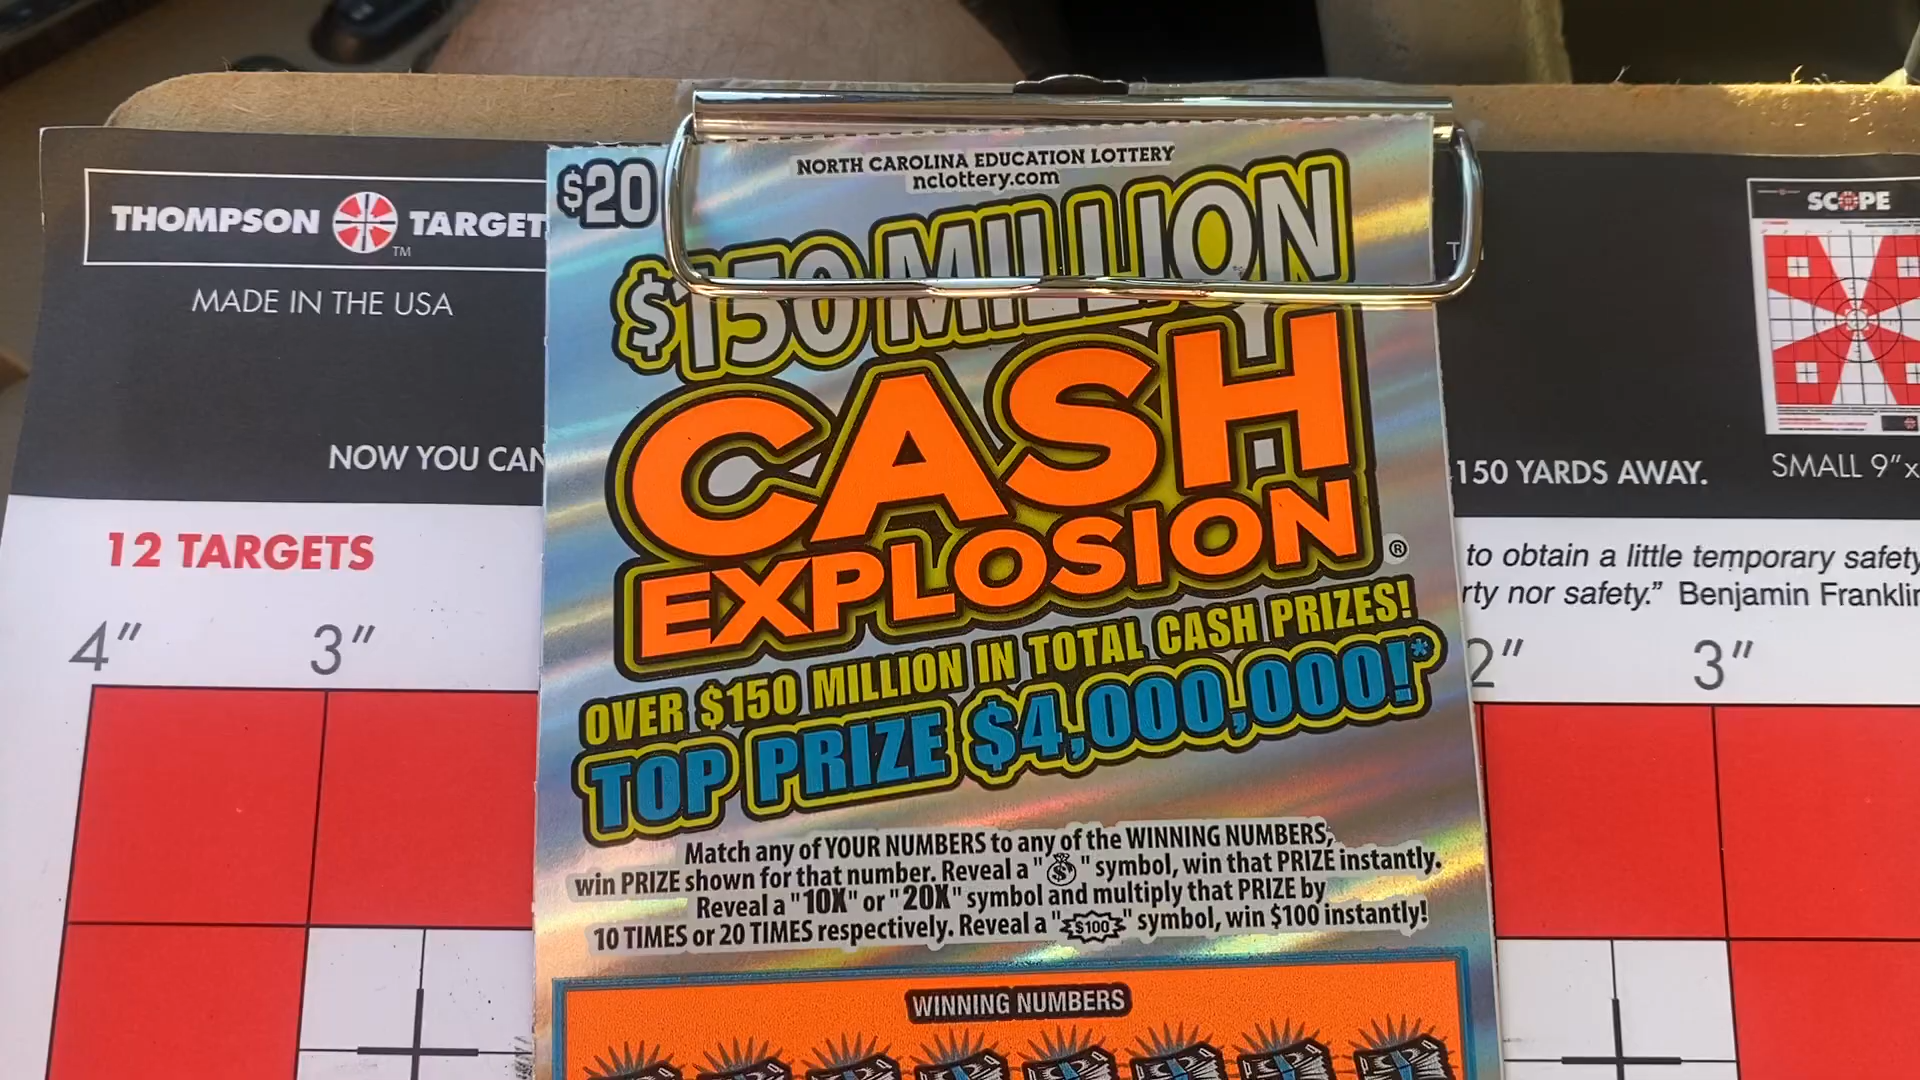 NORTH CAROLINA EDUCATION LOTTERY
nclottery.com
$20
$150 MILLION
CASH
EXPLOSION®
OVER $150 MILLION IN TOTAL CASH PRIZES!
TOP PRIZE $4,000,000!*
Match any of YOUR NUMBERS to any of the WINNING NUMBERS,
win PRIZE shown for that number. Reveal a "$" symbol, win that PRIZE instantly.
Reveal a "10X" or "20X" symbol and multiply that PRIZE by
10 TIMES or 20 TIMES respectively. Reveal a "$100" symbol, win $100 instantly!
WINNING NUMBERS
THOMPSON TARGET™
MADE IN THE USA
NOW YOU CAN
12 TARGETS
4" 3"
SCOPE
150 YARDS AWAY.
SMALL 9"x
to obtain a little temporary safety
nor safety." Benjamin Franklin
2" 3"